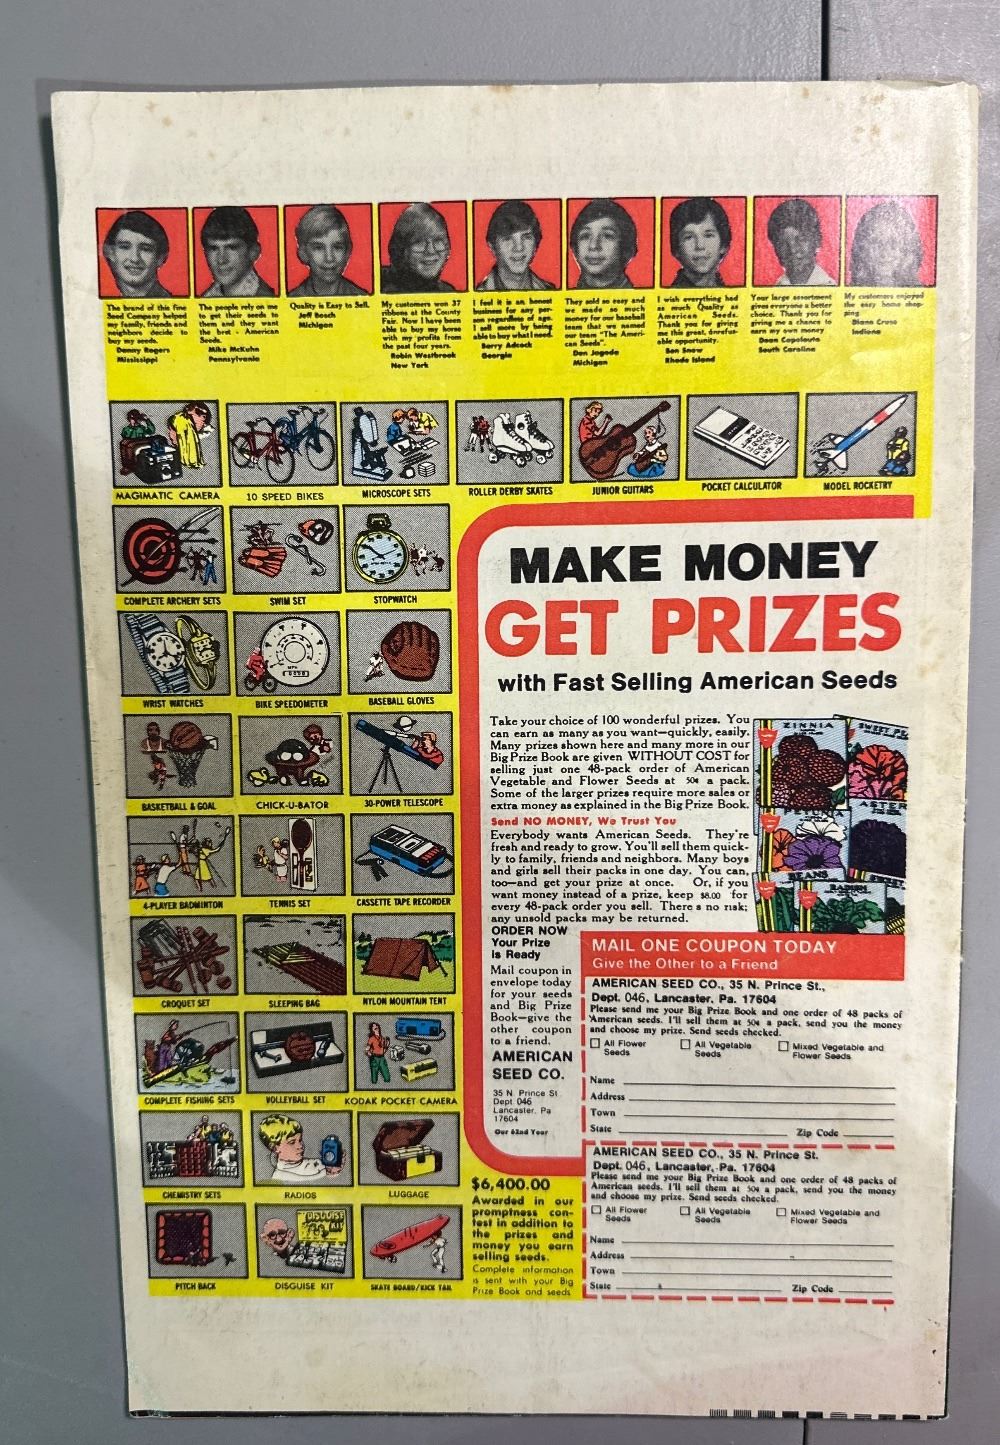 The brand of this fine
Seed Company helped
my family, friends and
neighbors decide to
buy my seeds.
Danny Rogers
Mississippi
The people rely on me
to get their seeds to
them and they want
the best - American
Seeds.
Mike McKuhn
Pennsylvania
Quality is Easy to Sell.
Jeff Bosch
Michigan
My customers won 37
ribbons at the County
Fair. Now I have been
able to buy my horse
with my profits from
the past four years.
Robin Westbrook
New York
I feel it is an honest
business for any per-
son regardless of age.
I sell more by being
able to buy what I need.
Barry Adcock
Georgia
They sold so easy and
we made so much
money for our baseball
team that we named
our team "The Ameri-
can Seeds".
Dan Jagoda
Michigan
I wish everything had
as much Quality as
American Seeds.
Thank you for giving
me this great, dorafus-
able opportunity.
Ben Snow
Rhode Island
Your large assortment
gives everyone a better
choice. Thank you for
giving me a chance to
earn my own money
Dean Capelouto
South Carolina
My customers enjoyed
the easy home shop-
ping
Diana Cruse
Indiana
MAGIMATIC CAMERA
10 SPEED BIKES
MICROSCOPE SETS
ROLLER DERBY SKATES
JUNIOR GUITARS
POCKET CALCULATOR
MODEL ROCKETRY
COMPLETE ARCHERY SETS
SWIM SET
STOPWATCH
WRIST WATCHES
BIKE SPEEDOMETER
BASEBALL GLOVES
BASKETBALL & GOAL
CHICK-U-BATOR
30-POWER TELESCOPE
4-PLAYER BADMINTON
TENNIS SET
CASSETTE TAPE RECORDER
CROQUET SET
SLEEPING BAG
NYLON MOUNTAIN TENT
COMPLETE FISHING SETS
VOLLEYBALL SET
KODAK POCKET CAMERA
CHEMISTRY SETS
RADIOS
LUGGAGE
PITCH BACK
DISGUISE KIT
DISGUISE KIT
SKATE BOARD/KICK TAIL
MAKE MONEY
GET PRIZES
with Fast Selling American Seeds
Take your choice of 100 wonderful prizes. You
can earn as many as you want—quickly, easily.
Many prizes shown here and many more in our
Big Prize Book are given WITHOUT COST for
selling just one 48-pack order of American
Vegetable and Flower Seeds at 50¢ a pack.
Some of the larger prizes require more sales or
extra money as explained in the Big Prize Book.
Send NO MONEY, We Trust You
Everybody wants American Seeds. They're
fresh and ready to grow. You'll sell them quick-
ly to family, friends and neighbors. Many boys
and girls sell their packs in one day. You can,
too—and get your prize at once. Or, if you
want money instead of a prize, keep $8.00 for
every 48-pack order you sell. There s no risk;
any unsold packs may be returned.
ZINNIA
SWEET PE
PETUNIA
ASTER
BEANS
RADISH
ORDER NOW
Your Prize
is Ready
Mail coupon in
envelope today
for your seeds
and Big Prize
Book—give the
other coupon
to a friend.
AMERICAN
SEED CO.
35 N. Prince St
Dept 046
Lancaster, Pa
17604
Our 62nd Year
MAIL ONE COUPON TODAY
Give the Other to a Friend
AMERICAN SEED CO., 35 N. Prince St.,
Dept. 046, Lancaster, Pa. 17604
Please send me your Big Prize Book and one order of 48 packs of
American seeds. I'll sell them at 50¢ a pack, send you the money
and choose my prize. Send seeds checked.
All Flower
Seeds
All Vegetable
Seeds
Mixed Vegetable and
Flower Seeds
Name
Address
Town
State
Zip Code
AMERICAN SEED CO., 35 N. Prince St.
Dept. 046, Lancaster, Pa. 17604
Please send me your Big Prize Book and one order of 48 packs of
American seeds. I'll sell them at 50¢ a pack, send you the money
and choose my prize. Send seeds checked.
All Flower
Seeds
All Vegetable
Seeds
Mixed Vegetable and
Flower Seeds
Name
Address
Town
State
Zip Code
$6,400.00
Awarded in our
promptness con-
test in addition to
the prizes and
money you earn
selling seeds.
Complete information
is sent with your Big
Prize Book and seeds